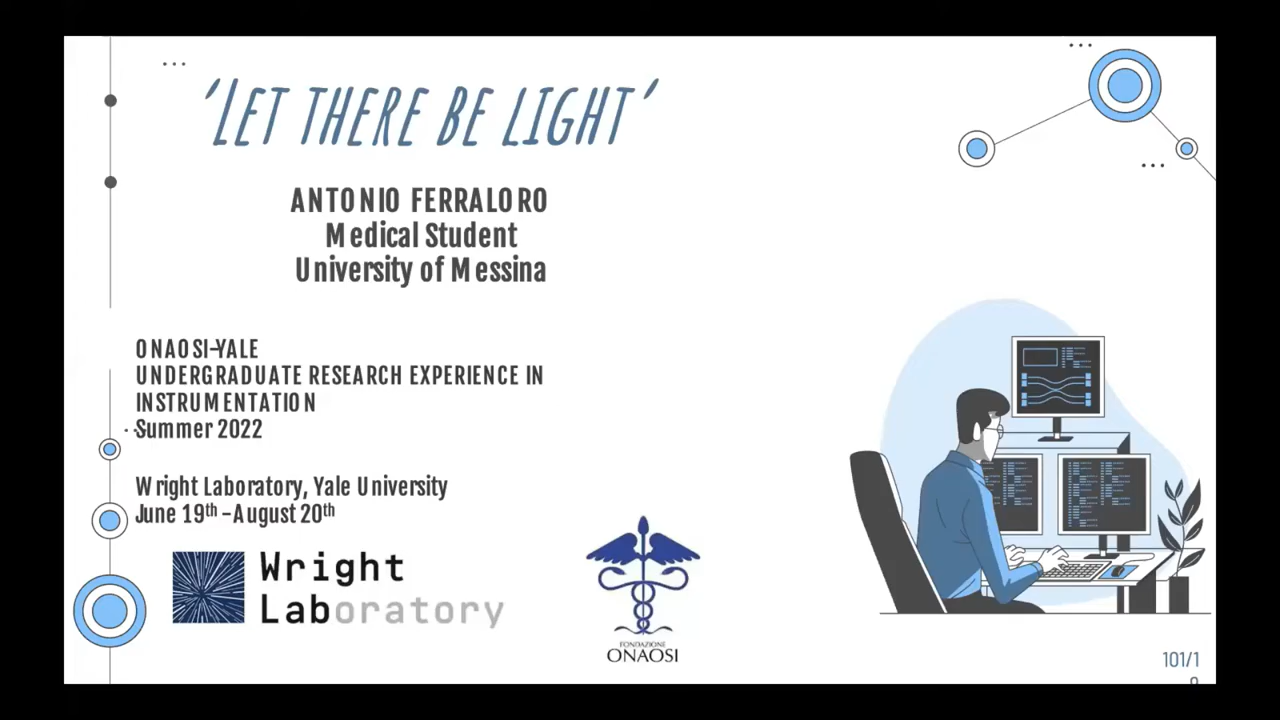 'LET THERE BE LIGHT'
ANTONIO FERRALORO
Medical Student
University of Messina
ONAOSI-YALE
UNDERGRADUATE RESEARCH EXPERIENCE IN
INSTRUMENTATION
Summer 2022
Wright Laboratory, Yale University
June 19th – August 20th
Wright
Laboratory
FONDAZIONE
ONAOSI
101/1